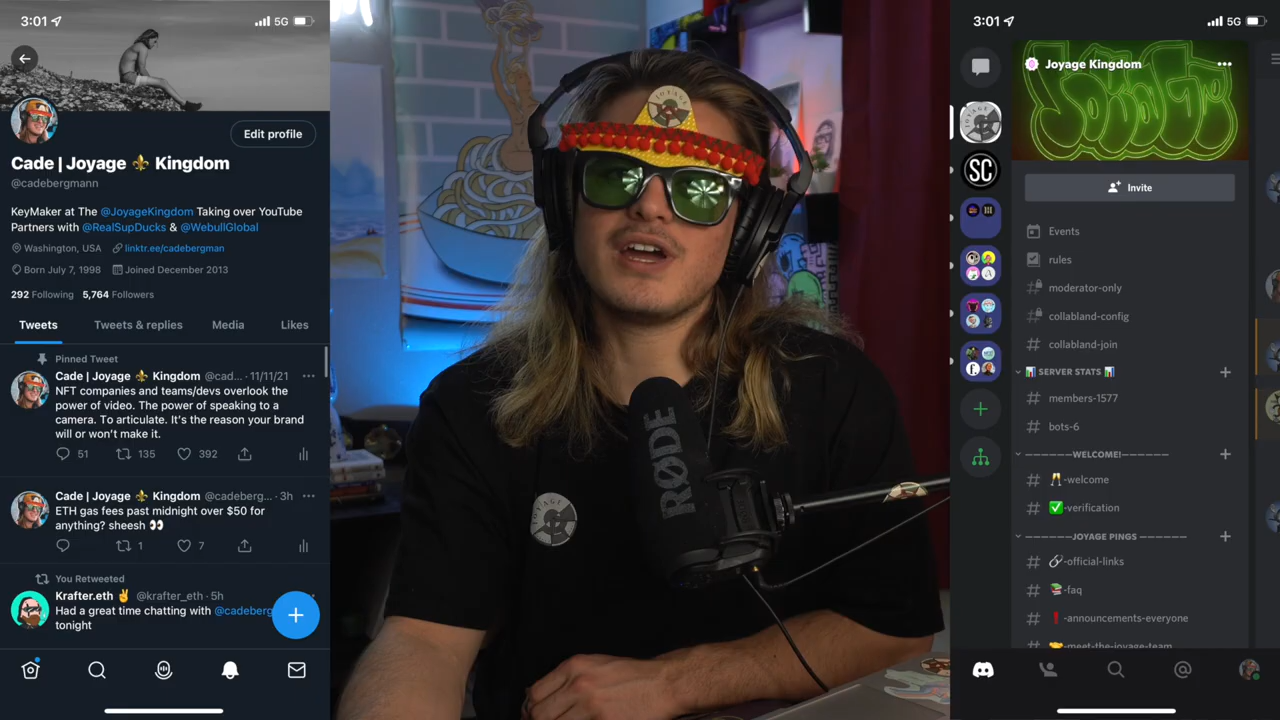 3:01
5G
Edit profile
Cade | Joyage ⚜ Kingdom
@cadebergmann
KeyMaker at The @JoyageKingdom Taking over YouTube
Partners with @RealSupDucks & @WebullGlobal
Washington, USA linktr.ee/cadebergman
Born July 7, 1998 Joined December 2013
292 Following 5,764 Followers
Tweets Tweets & replies Media Likes
Pinned Tweet
Cade | Joyage ⚜ Kingdom @cad... · 11/11/21
NFT companies and teams/devs overlook the
power of video. The power of speaking to a
camera. To articulate. It's the reason your brand
will or won't make it.
51 135 392
Cade | Joyage ⚜ Kingdom @cadeberg... · 3h
ETH gas fees past midnight over $50 for
anything? sheesh 👀
1 7
You Retweeted
Krafter.eth ✌ @krafter_eth · 5h
Had a great time chatting with @cadeberg
tonight
JOYAGE
JOYAGE
RØDE
3:01
5G
Joyage Kingdom
SC
Invite
Events
rules
moderator-only
collabland-config
collabland-join
📊 SERVER STATS 📊
members-1577
bots-6
——————WELCOME!——————
🥂-welcome
✅-verification
——————JOYAGE PINGS ——————
🔗-official-links
📚-faq
❗-announcements-everyone
🤝-meet-the-joyage-team